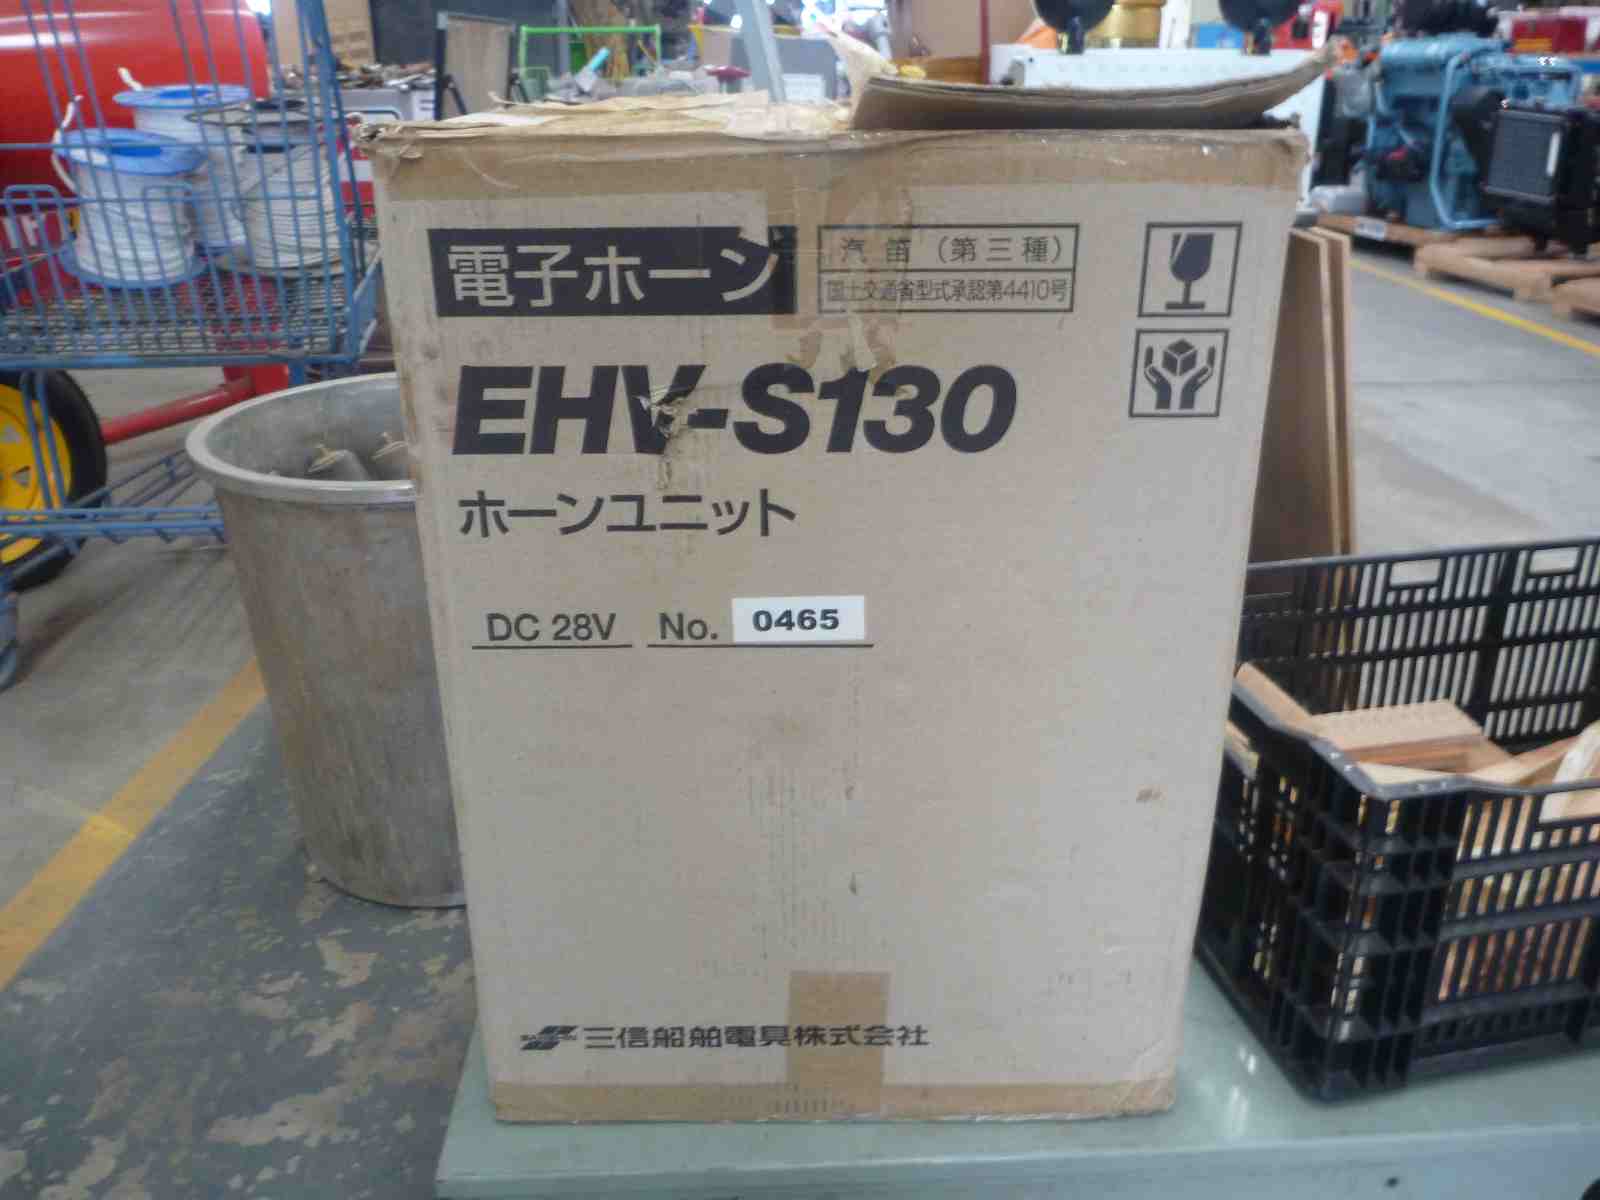 電子ホーン
汽笛（第三種）
国土交通省型式承認第4410号
EHV-S130
ホーンユニット
DC 28V No. 0465
三信船舶電具株式会社